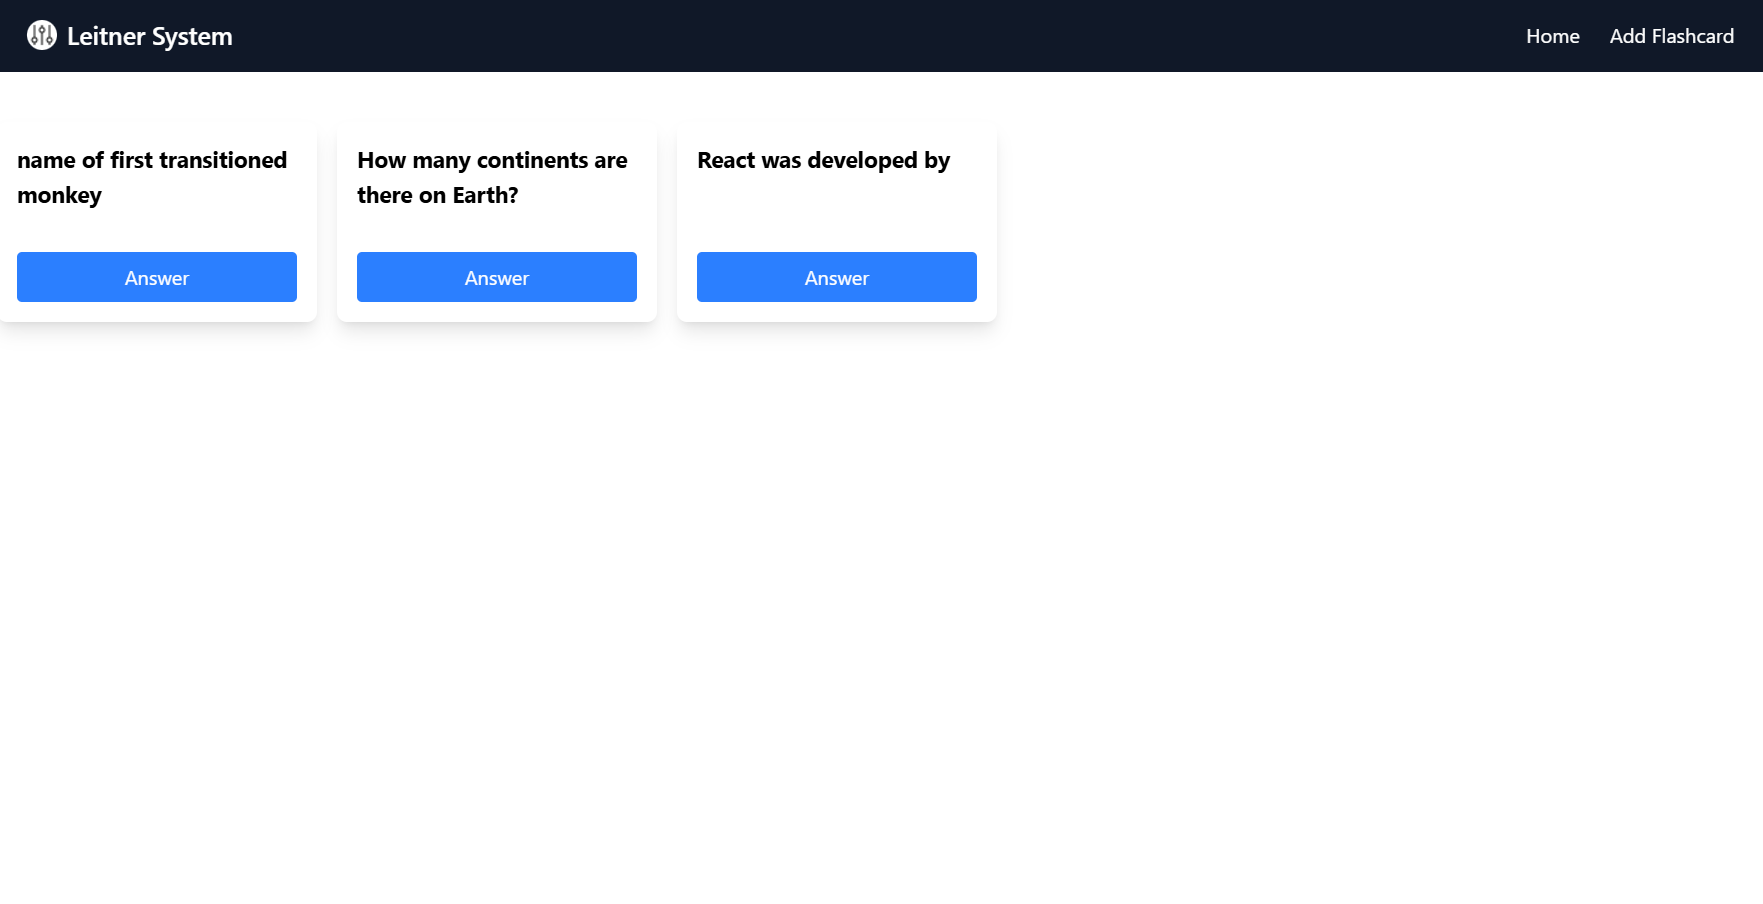 Leitner System
Home
Add Flashcard
name of first transitioned
monkey
Answer
How many continents are
there on Earth?
Answer
React was developed by
Answer